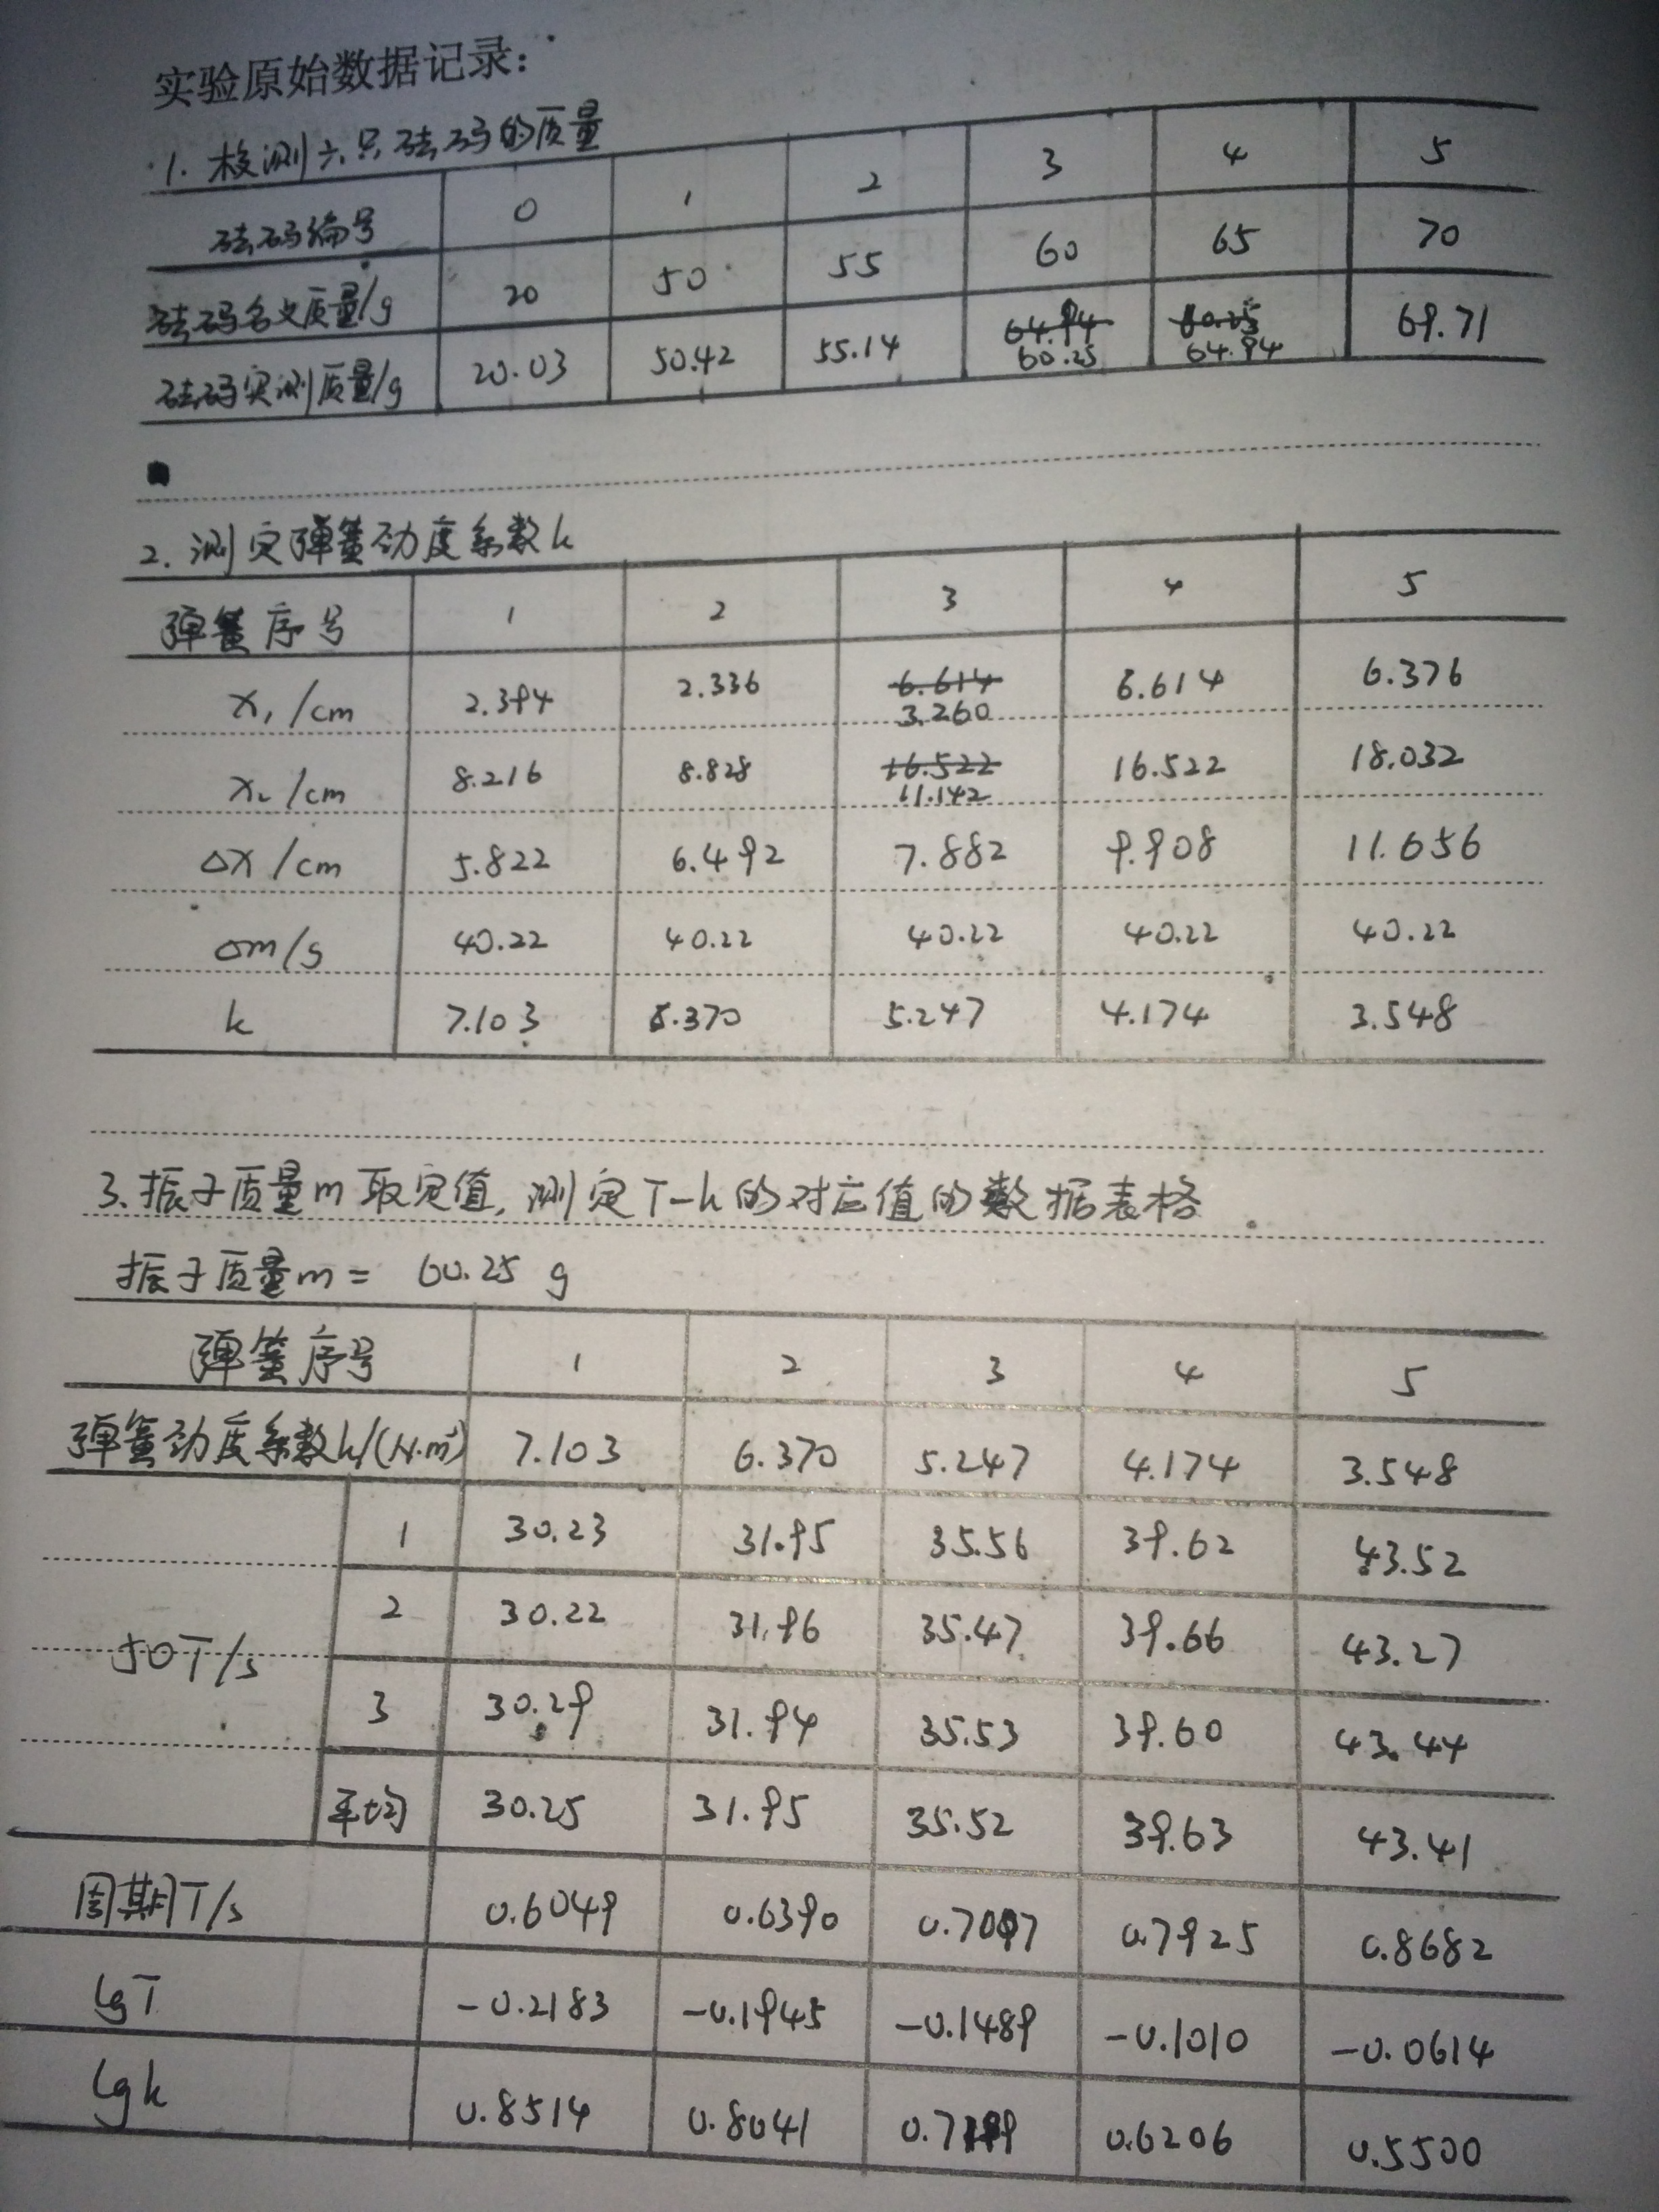 实验原始数据记录：
1. 核测六只砝码的质量
砝码编号 0 1 2 3 4 5
砝码名义质量/g 20 50 55 60 65 70
砝码实测质量/g 20.03 50.42 55.14 64.94 60.25 60.25 64.94 69.71
2. 测定弹簧劲度系数k
弹簧序号 1 2 3 4 5
x₁/cm 2.394 2.336 6.614 3.260 6.614 6.376
x₂/cm 8.216 8.828 16.522 11.142 16.522 18.032
Δx/cm 5.822 6.492 7.882 9.908 11.656
Δm/g 40.22 40.22 40.22 40.22 40.22
k 7.103 6.370 5.247 4.174 3.548
3. 振子质量m取定值, 测定T-k的对应值的数据表格
振子质量m = 60.25 g
弹簧序号 1 2 3 4 5
弹簧劲度系数k/(N·m⁻¹) 7.103 6.370 5.247 4.174 3.548
1 30.23 31.95 35.56 39.62 43.52
50T/s 2 30.22 31.96 35.47 39.66 43.27
3 30.29 31.94 35.53 39.60 43.44
平均 30.25 31.95 35.52 39.63 43.41
周期T/s 0.6049 0.6390 0.7097 0.7925 0.8682
lgT -0.2183 -0.1945 -0.1489 -0.1010 -0.0614
lgk 0.8514 0.8041 0.6206 0.5500